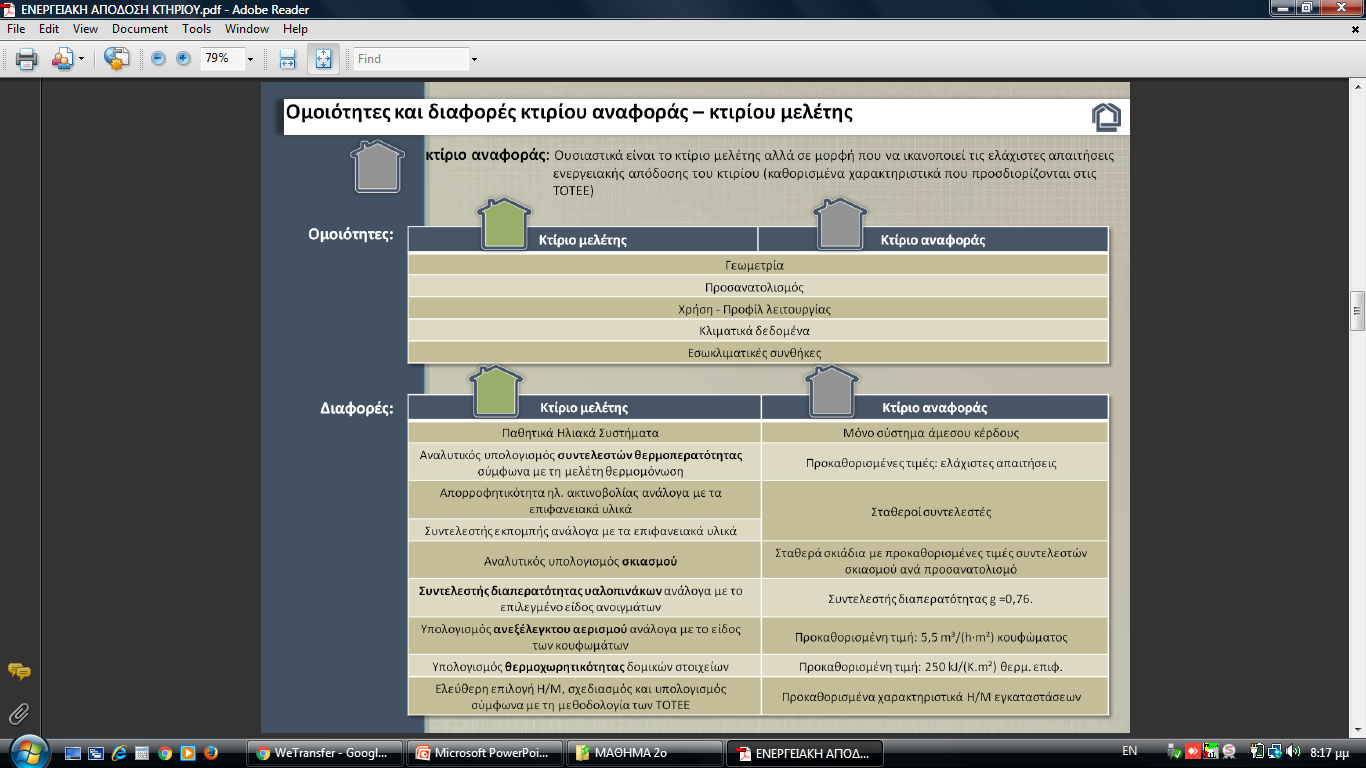 ΕΝΕΡΓΕΙΑΚΗ ΑΠΟΔΟΣΗ ΚΤΗΡΙΟΥ.pdf - Adobe Reader
File Edit View Document Tools Window Help
79% Find
Ομοιότητες και διαφορές κτιρίου αναφοράς – κτιρίου μελέτης
κτίριο αναφοράς: Ουσιαστικά είναι το κτίριο μελέτης αλλά σε μορφή που να ικανοποιεί τις ελάχιστες απαιτήσεις
ενεργειακής απόδοσης του κτιρίου (καθορισμένα χαρακτηριστικά που προσδιορίζονται στις
ΤΟΤΕΕ)
Ομοιότητες:
Κτίριο μελέτης Κτίριο αναφοράς
Γεωμετρία
Προσανατολισμός
Χρήση - Προφίλ λειτουργίας
Κλιματικά δεδομένα
Εσωκλιματικές συνθήκες
Διαφορές:
Κτίριο μελέτης Κτίριο αναφοράς
Παθητικά Ηλιακά Συστήματα Μόνο σύστημα άμεσου κέρδους
Αναλυτικός υπολογισμός συντελεστών θερμοπερατότητας
σύμφωνα με τη μελέτη θερμομόνωση
Προκαθορισμένες τιμές: ελάχιστες απαιτήσεις
Απορροφητικότητα ηλ. ακτινοβολίας ανάλογα με τα
επιφανειακά υλικά
Συντελεστής εκπομπής ανάλογα με τα επιφανειακά υλικά
Σταθεροί συντελεστές
Αναλυτικός υπολογισμός σκιασμού
Σταθερά σκιάδια με προκαθορισμένες τιμές συντελεστών
σκιασμού ανά προσανατολισμό
Συντελεστής διαπερατότητας υαλοπινάκων ανάλογα με το
επιλεγμένο είδος ανοιγμάτων
Συντελεστής διαπερατότητας g =0,76.
Υπολογισμός ανεξέλεγκτου αερισμού ανάλογα με το είδος
των κουφωμάτων
Προκαθορισμένη τιμή: 5,5 m³/(h·m²) κουφώματος
Υπολογισμός θερμοχωρητικότητας δομικών στοιχείων Προκαθορισμένη τιμή: 250 kJ/(K.m²) θερμ. επιφ.
Ελεύθερη επιλογή Η/Μ, σχεδιασμός και υπολογισμός
σύμφωνα με τη μεθοδολογία των ΤΟΤΕΕ
Προκαθορισμένα χαρακτηριστικά Η/Μ εγκαταστάσεων
WeTransfer - Googl... Microsoft PowerPoi... ΜΑΘΗΜΑ 2ο ΕΝΕΡΓΕΙΑΚΗ ΑΠΟΔ... EN 8:17 μμ